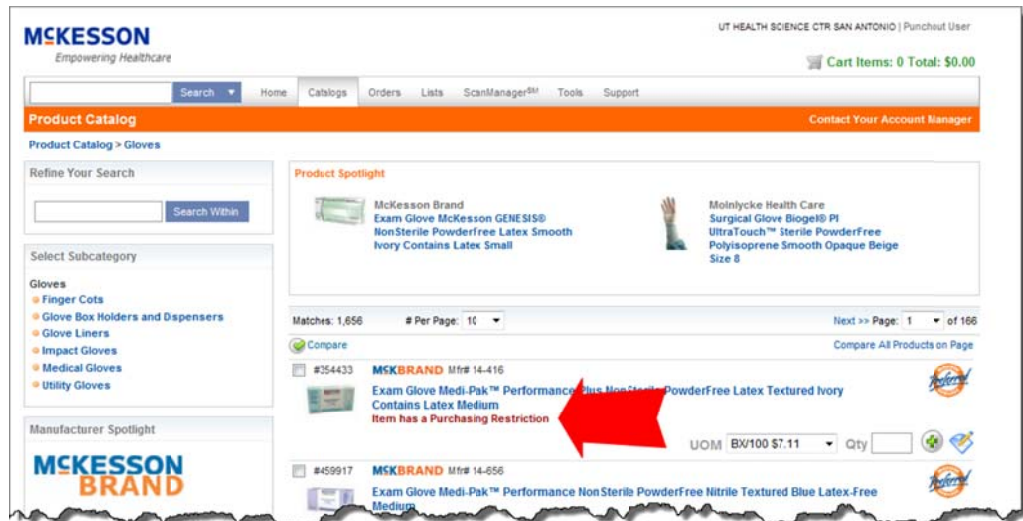 UT HEALTH SCIENCE CTR SAN ANTONIO | Punchout User
MCKESSON
Empowering Healthcare
Cart Items: 0 Total: $0.00
Search Home Catalogs Orders Lists ScanManager℠ Tools Support
Product Catalog Contact Your Account Manager
Product Catalog > Gloves
Refine Your Search
Search Within
Select Subcategory
Gloves
Finger Cots
Glove Box Holders and Dispensers
Glove Liners
Impact Gloves
Medical Gloves
Utility Gloves
Manufacturer Spotlight
MCKESSON
BRAND
Product Spotlight
McKesson Brand
Exam Glove McKesson GENESIS®
NonSterile Powderfree Latex Smooth
Ivory Contains Latex Small
Molnlycke Health Care
Surgical Glove Biogel® PI
UltraTouch™ Sterile PowderFree
Polyisoprene Smooth Opaque Beige
Size 8
Matches: 1,656 # Per Page: 10 Next >> Page: 1 of 166
Compare Compare All Products on Page
#354433 MCKBRAND Mfr# 14-416
Preferred
Exam Glove Medi-Pak™ Performance Plus NonSterile PowderFree Latex Textured Ivory
Contains Latex Medium
Item has a Purchasing Restriction
UOM BX/100 $7.11 Qty
#459917 MCKBRAND Mfr# 14-656
Preferred
Exam Glove Medi-Pak™ Performance NonSterile PowderFree Nitrile Textured Blue Latex-Free
Medium